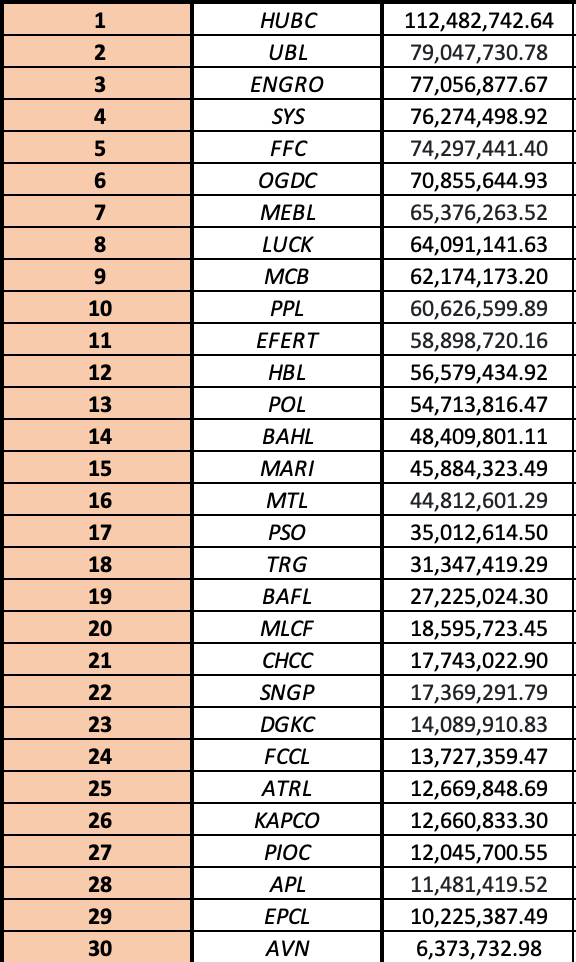 1 HUBC 112,482,742.64
2 UBL 79,047,730.78
3 ENGRO 77,056,877.67
4 SYS 76,274,498.92
5 FFC 74,297,441.40
6 OGDC 70,855,644.93
7 MEBL 65,376,263.52
8 LUCK 64,091,141.63
9 MCB 62,174,173.20
10 PPL 60,626,599.89
11 EFERT 58,898,720.16
12 HBL 56,579,434.92
13 POL 54,713,816.47
14 BAHL 48,409,801.11
15 MARI 45,884,323.49
16 MTL 44,812,601.29
17 PSO 35,012,614.50
18 TRG 31,347,419.29
19 BAFL 27,225,024.30
20 MLCF 18,595,723.45
21 CHCC 17,743,022.90
22 SNGP 17,369,291.79
23 DGKC 14,089,910.83
24 FCCL 13,727,359.47
25 ATRL 12,669,848.69
26 KAPCO 12,660,833.30
27 PIOC 12,045,700.55
28 APL 11,481,419.52
29 EPCL 10,225,387.49
30 AVN 6,373,732.98